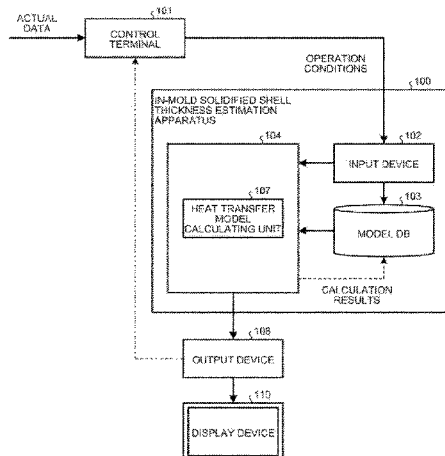 ACTUAL
DATA
101
CONTROL
TERMINAL
OPERATION
CONDITIONS
100
IN-MOLD SOLIDIFIED SHELL
THICKNESS ESTIMATION
APPARATUS
104
102
INPUT DEVICE
107
HEAT TRANSFER
MODEL
CALCULATING UNIT
103
MODEL DB
CALCULATION
RESULTS
108
OUTPUT DEVICE
110
DISPLAY DEVICE